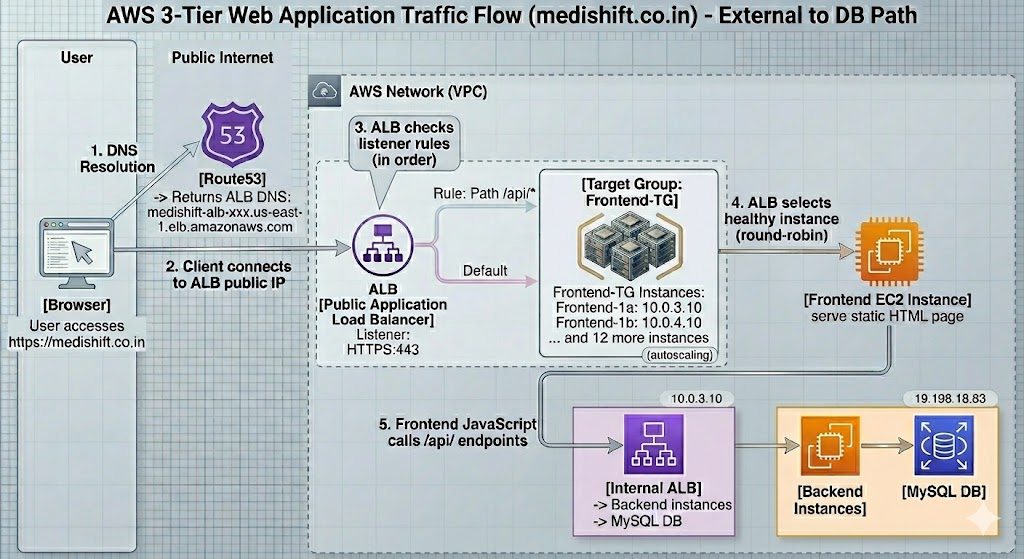 AWS 3-Tier Web Application Traffic Flow (medishift.co.in) - External to DB Path
User
Public Internet
AWS Network (VPC)
1. DNS
Resolution
53
[Route53]
-> Returns ALB DNS:
medishift-alb-xxx.us-east-
1.elb.amazonaws.com
2. Client connects
to ALB public IP
[Browser]
User accesses
https://medishift.co.in
3. ALB checks
listener rules
(in order)
ALB
[Public Application
Load Balancer]
Listener:
HTTPS:443
Rule: Path /api/*
Default
[Target Group:
Frontend-TG]
Frontend-TG Instances:
Frontend-1a: 10.0.3.10
Frontend-1b: 10.0.4.10
... and 12 more instances
(autoscaling)
4. ALB selects
healthy instance
(round-robin)
[Frontend EC2 Instance]
serve static HTML page
5. Frontend JavaScript
calls /api/ endpoints
10.0.3.10
[Internal ALB]
-> Backend instances
-> MySQL DB
19.198.18.83
[Backend
Instances]
[MySQL DB]